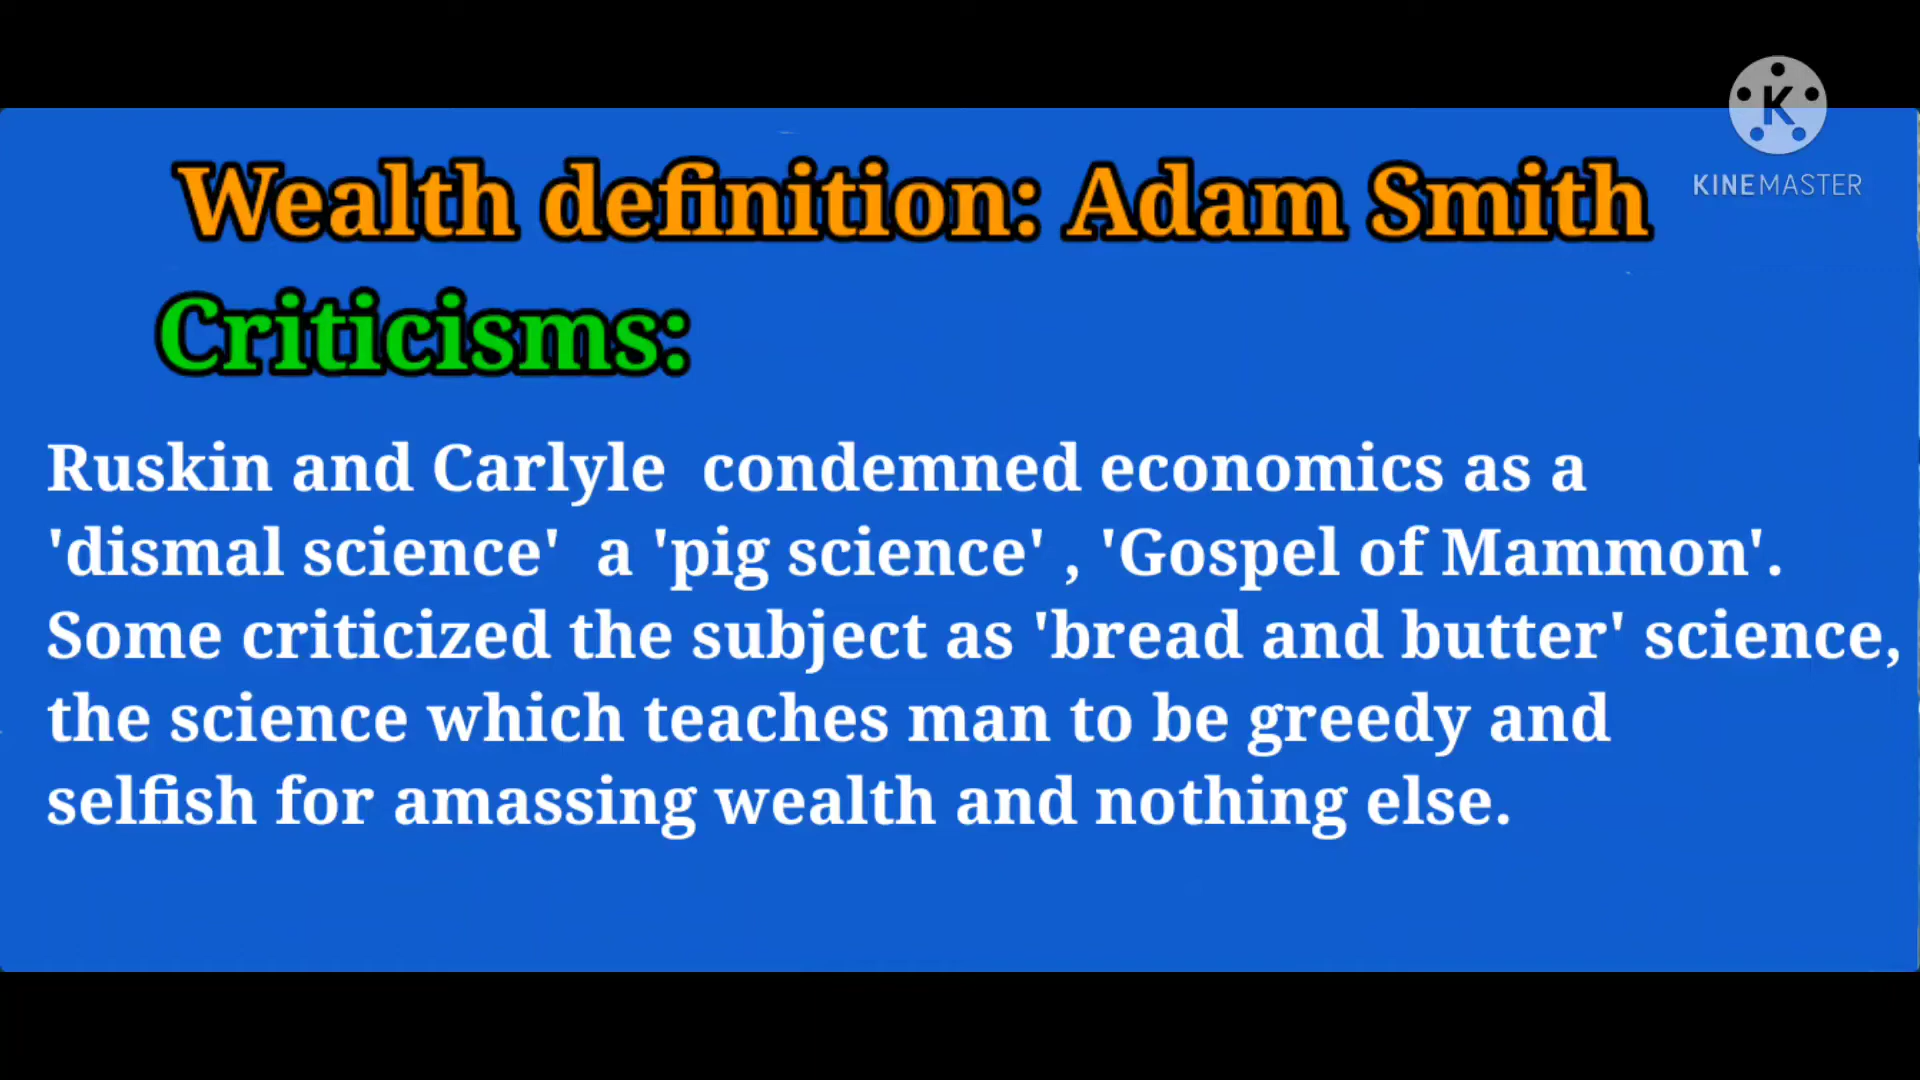 K
KINEMASTER
Wealth definition: Adam Smith
Criticisms:
Ruskin and Carlyle condemned economics as a
'dismal science' a 'pig science' , 'Gospel of Mammon'.
Some criticized the subject as 'bread and butter' science,
the science which teaches man to be greedy and
selfish for amassing wealth and nothing else.